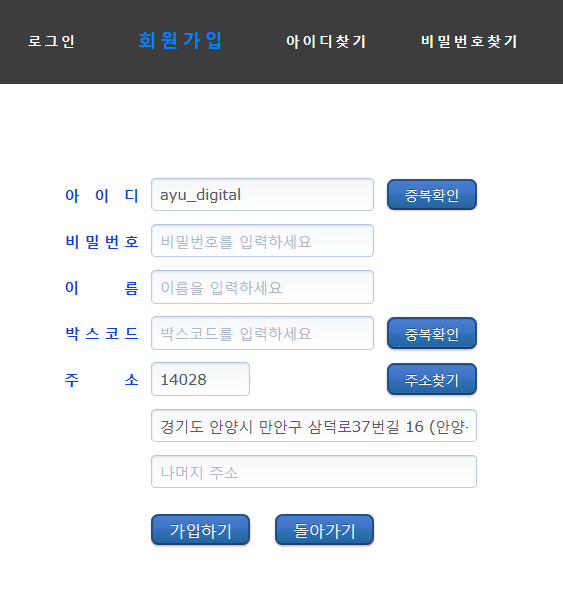 로그인 회원가입 아이디찾기 비밀번호찾기
아 이 디 ayu_digital 중복확인
비밀번호 비밀번호를 입력하세요
이 름 이름을 입력하세요
박스코드 박스코드를 입력하세요 중복확인
주 소 14028 주소찾기
경기도 안양시 만안구 삼덕로37번길 16 (안양
나머지 주소
가입하기 돌아가기